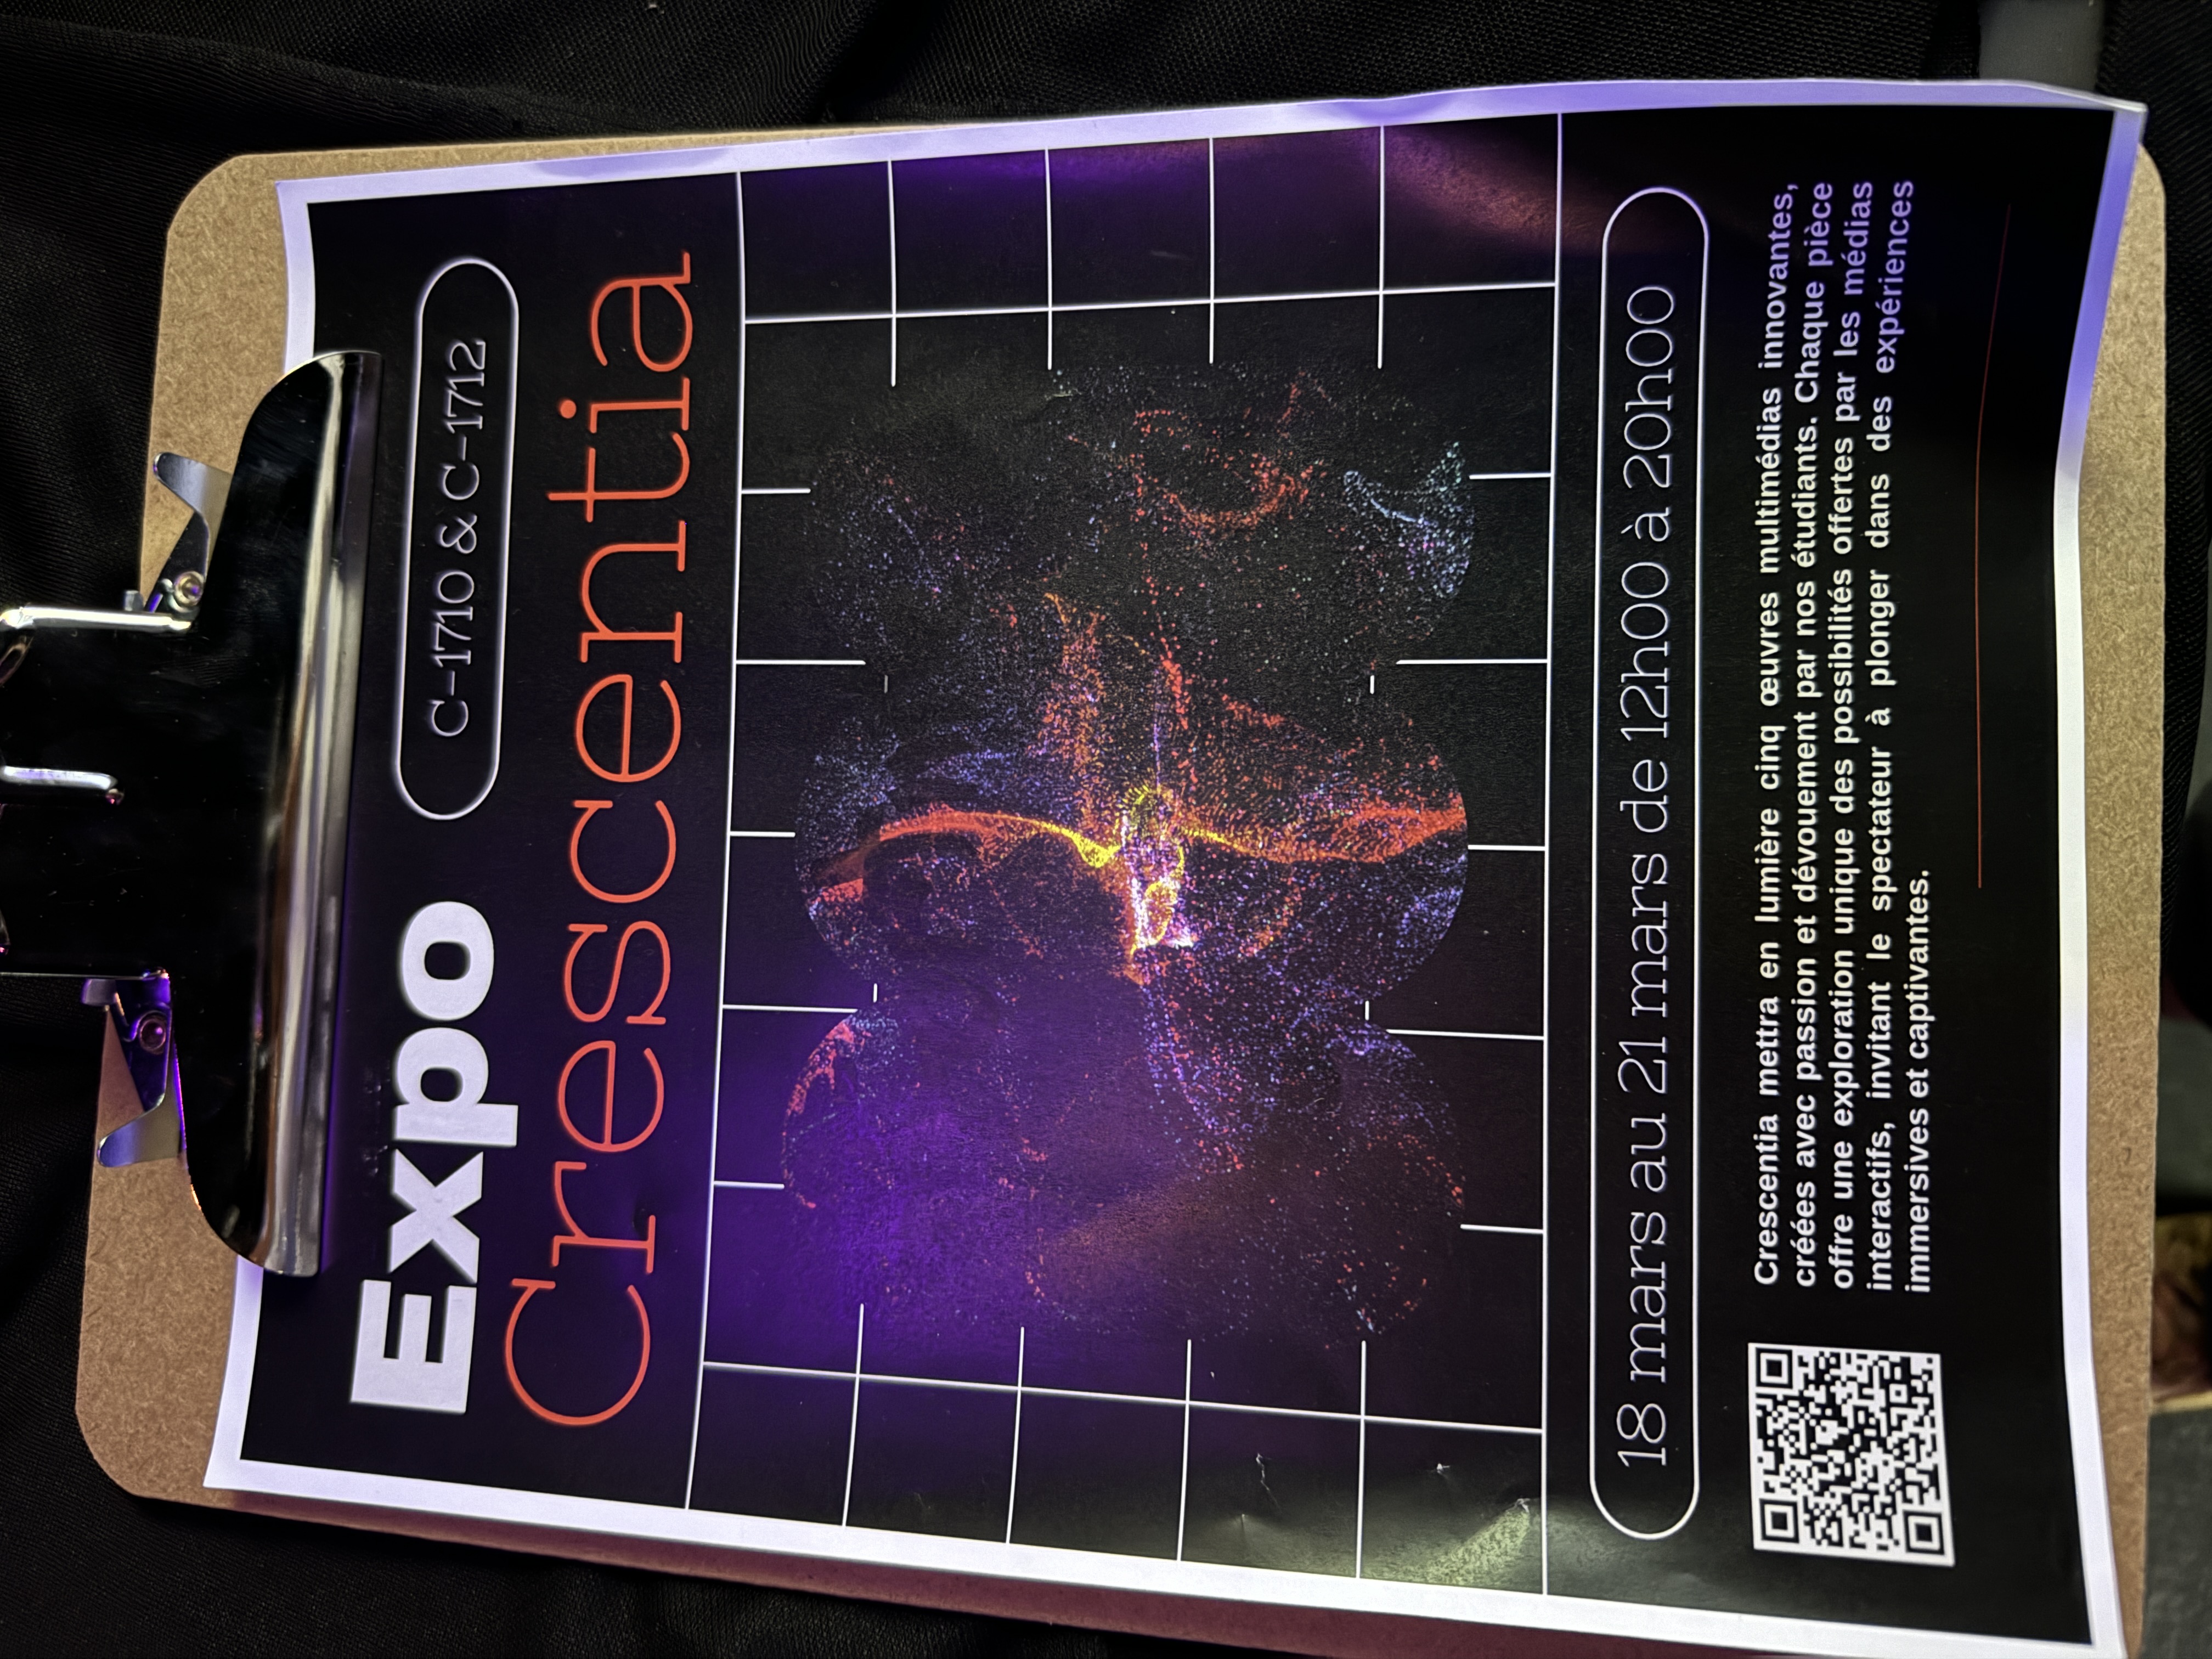 Expo
C-1710 & C-1712
Crescentia
18 mars au 21 mars de 12h00 à 20h00
Crescentia mettra en lumière cinq œuvres multimédias innovantes,
créées avec passion et dévouement par nos étudiants. Chaque pièce
offre une exploration unique des possibilités offertes par les médias
interactifs, invitant le spectateur à plonger dans des expériences
immersives et captivantes.